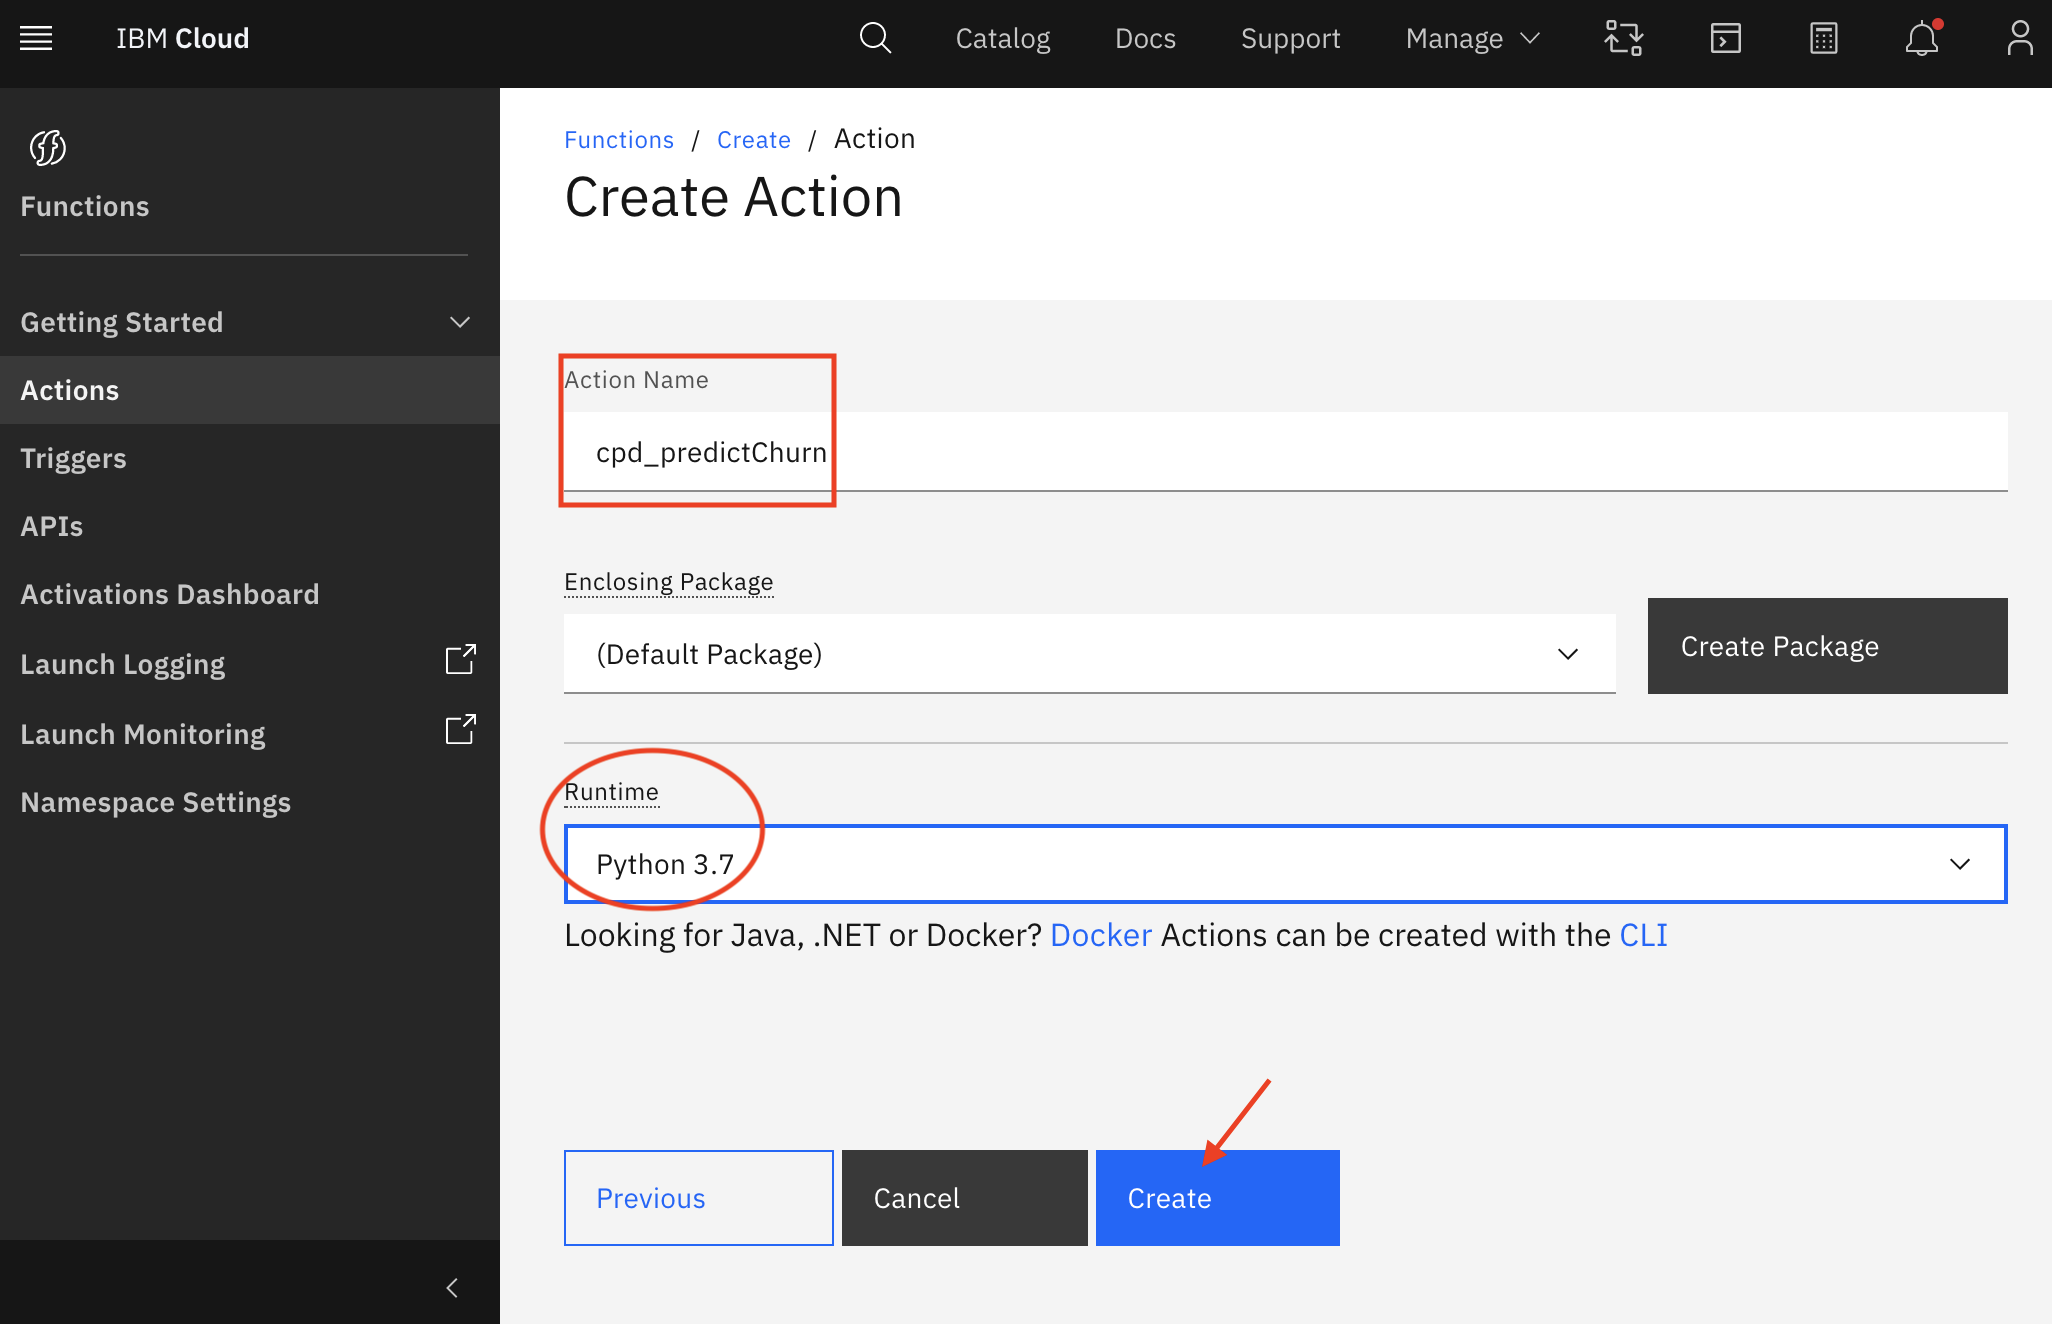 IBM Cloud
Catalog
Docs
Support
Manage
Functions
Getting Started
Actions
Triggers
APIs
Activations Dashboard
Launch Logging
Launch Monitoring
Namespace Settings
Functions / Create / Action
Create Action
Action Name
cpd_predictChurn
Enclosing Package
(Default Package)
Create Package
Runtime
Python 3.7
Looking for Java, .NET or Docker? Docker Actions can be created with the CLI
Previous
Cancel
Create